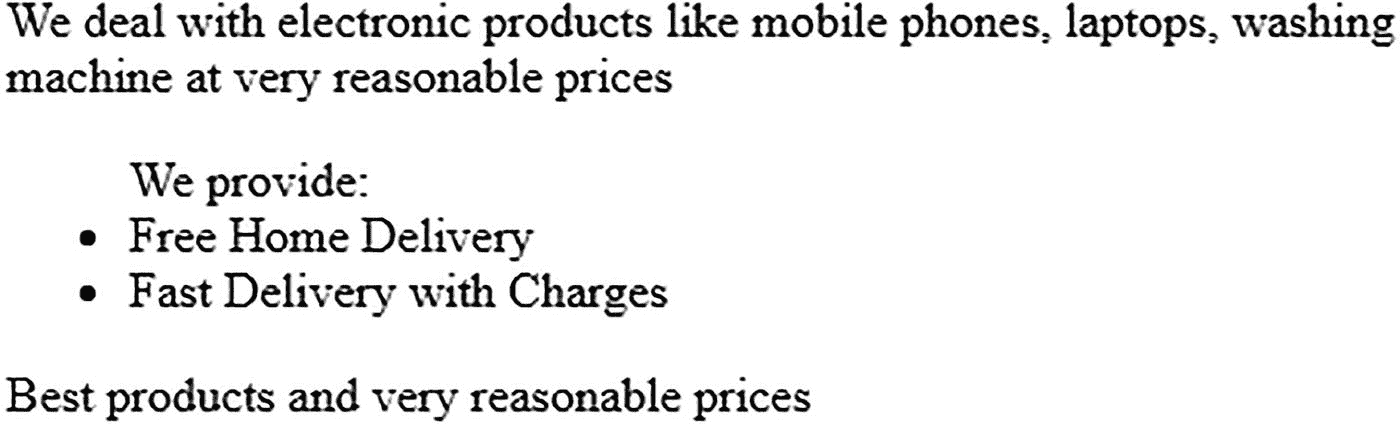 We deal with electronic products like mobile phones, laptops, washing
machine at very reasonable prices
We provide:
• Free Home Delivery
• Fast Delivery with Charges
Best products and very reasonable prices